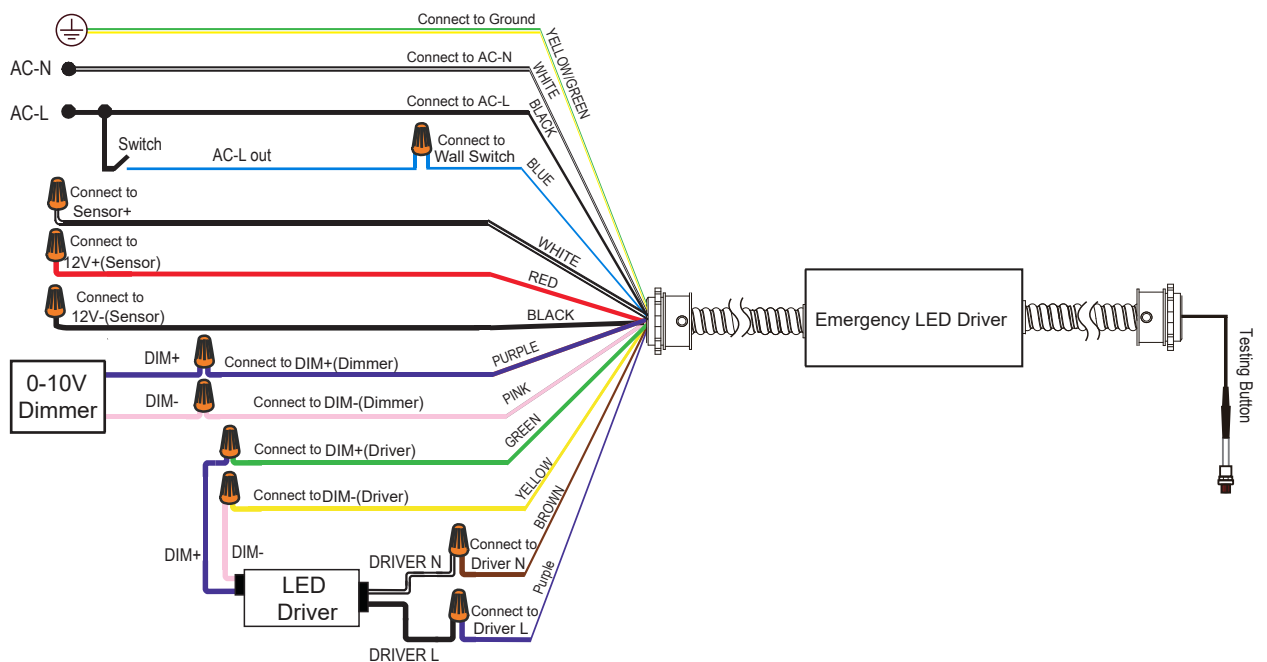 Connect to Ground
YELLOW/GREEN
AC-N
Connect to AC-N
WHITE
AC-L
Connect to AC-L
BLACK
Switch
AC-L out
Connect to
Wall Switch
BLUE
Connect to
Sensor+
WHITE
Connect to
12V+(Sensor)
RED
Connect to
12V-(Sensor)
BLACK
Emergency LED Driver
Testing Button
0-10V
Dimmer
DIM+
Connect to DIM+(Dimmer)
PURPLE
DIM-
Connect to DIM-(Dimmer)
PINK
Connect to DIM+(Driver)
GREEN
Connect to DIM-(Driver)
YELLOW
DIM+
DIM-
LED
Driver
DRIVER N
Connect to
Driver N
BROWN
DRIVER L
Connect to
Driver L
Purple